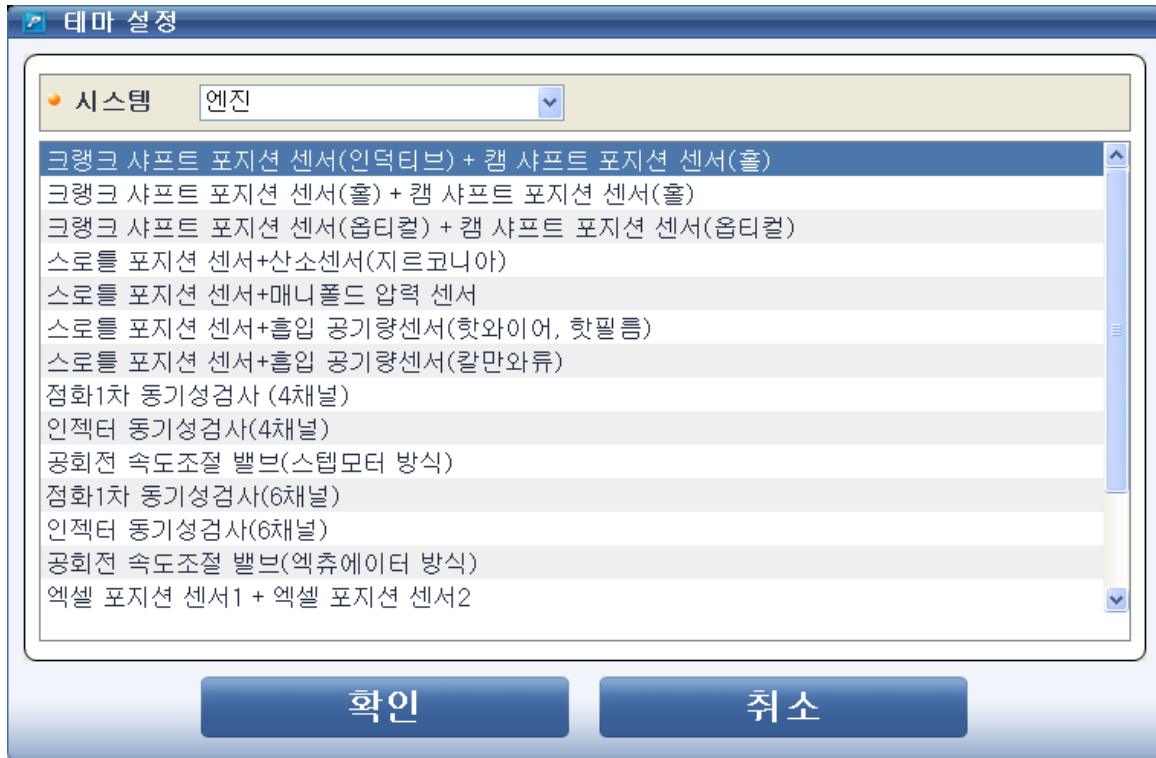 테마 설정
시스템 엔진
크랭크 샤프트 포지션 센서(인덕티브) + 캠 샤프트 포지션 센서(홀)
크랭크 샤프트 포지션 센서(홀) + 캠 샤프트 포지션 센서(홀)
크랭크 샤프트 포지션 센서(옵티컬) + 캠 샤프트 포지션 센서(옵티컬)
스로틀 포지션 센서+산소센서(지르코니아)
스로틀 포지션 센서+매니폴드 압력 센서
스로틀 포지션 센서+흡입 공기량센서(핫와이어, 핫필름)
스로틀 포지션 센서+흡입 공기량센서(칼만와류)
점화1차 동기성검사 (4채널)
인젝터 동기성검사(4채널)
공회전 속도조절 밸브(스텝모터 방식)
점화1차 동기성검사(6채널)
인젝터 동기성검사(6채널)
공회전 속도조절 밸브(엑츄에이터 방식)
엑셀 포지션 센서1 + 엑셀 포지션 센서2
확인 취소